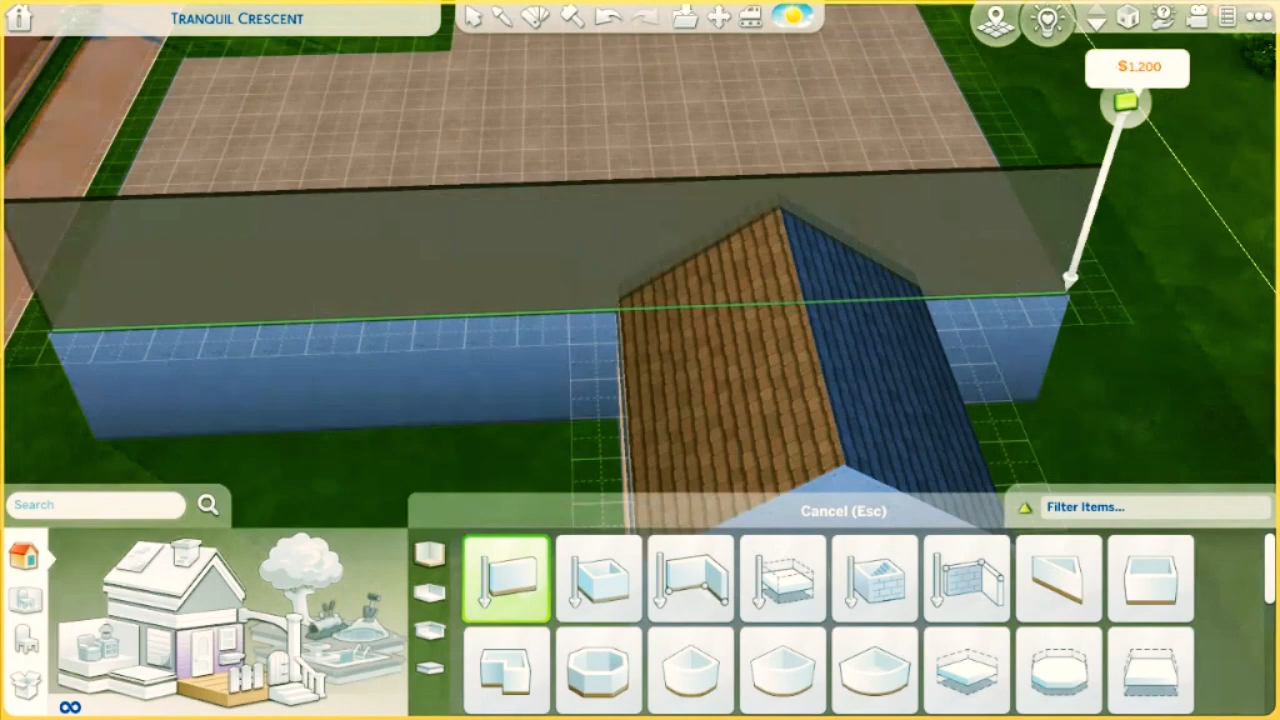 TRANQUIL CRESCENT
$1,200
Search
Cancel (Esc)
Filter Items...